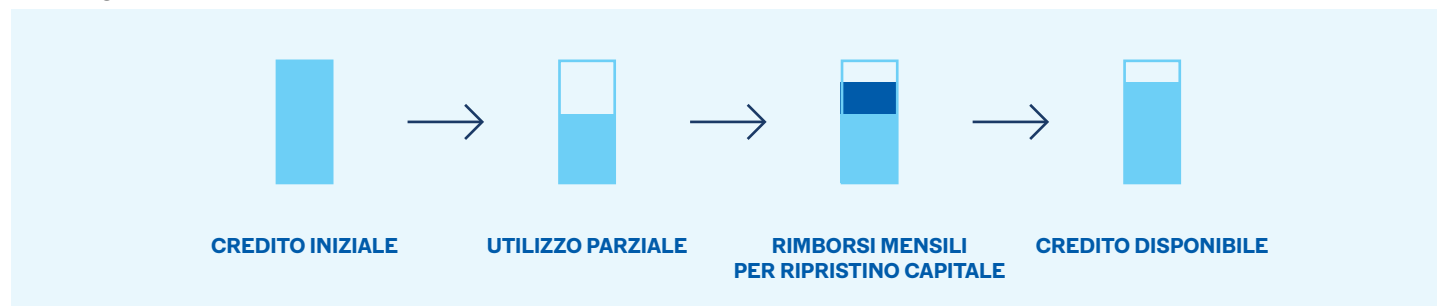 CREDITO INIZIALE
UTILIZZO PARZIALE
RIMBORSI MENSILI
PER RIPRISTINO CAPITALE
CREDITO DISPONIBILE